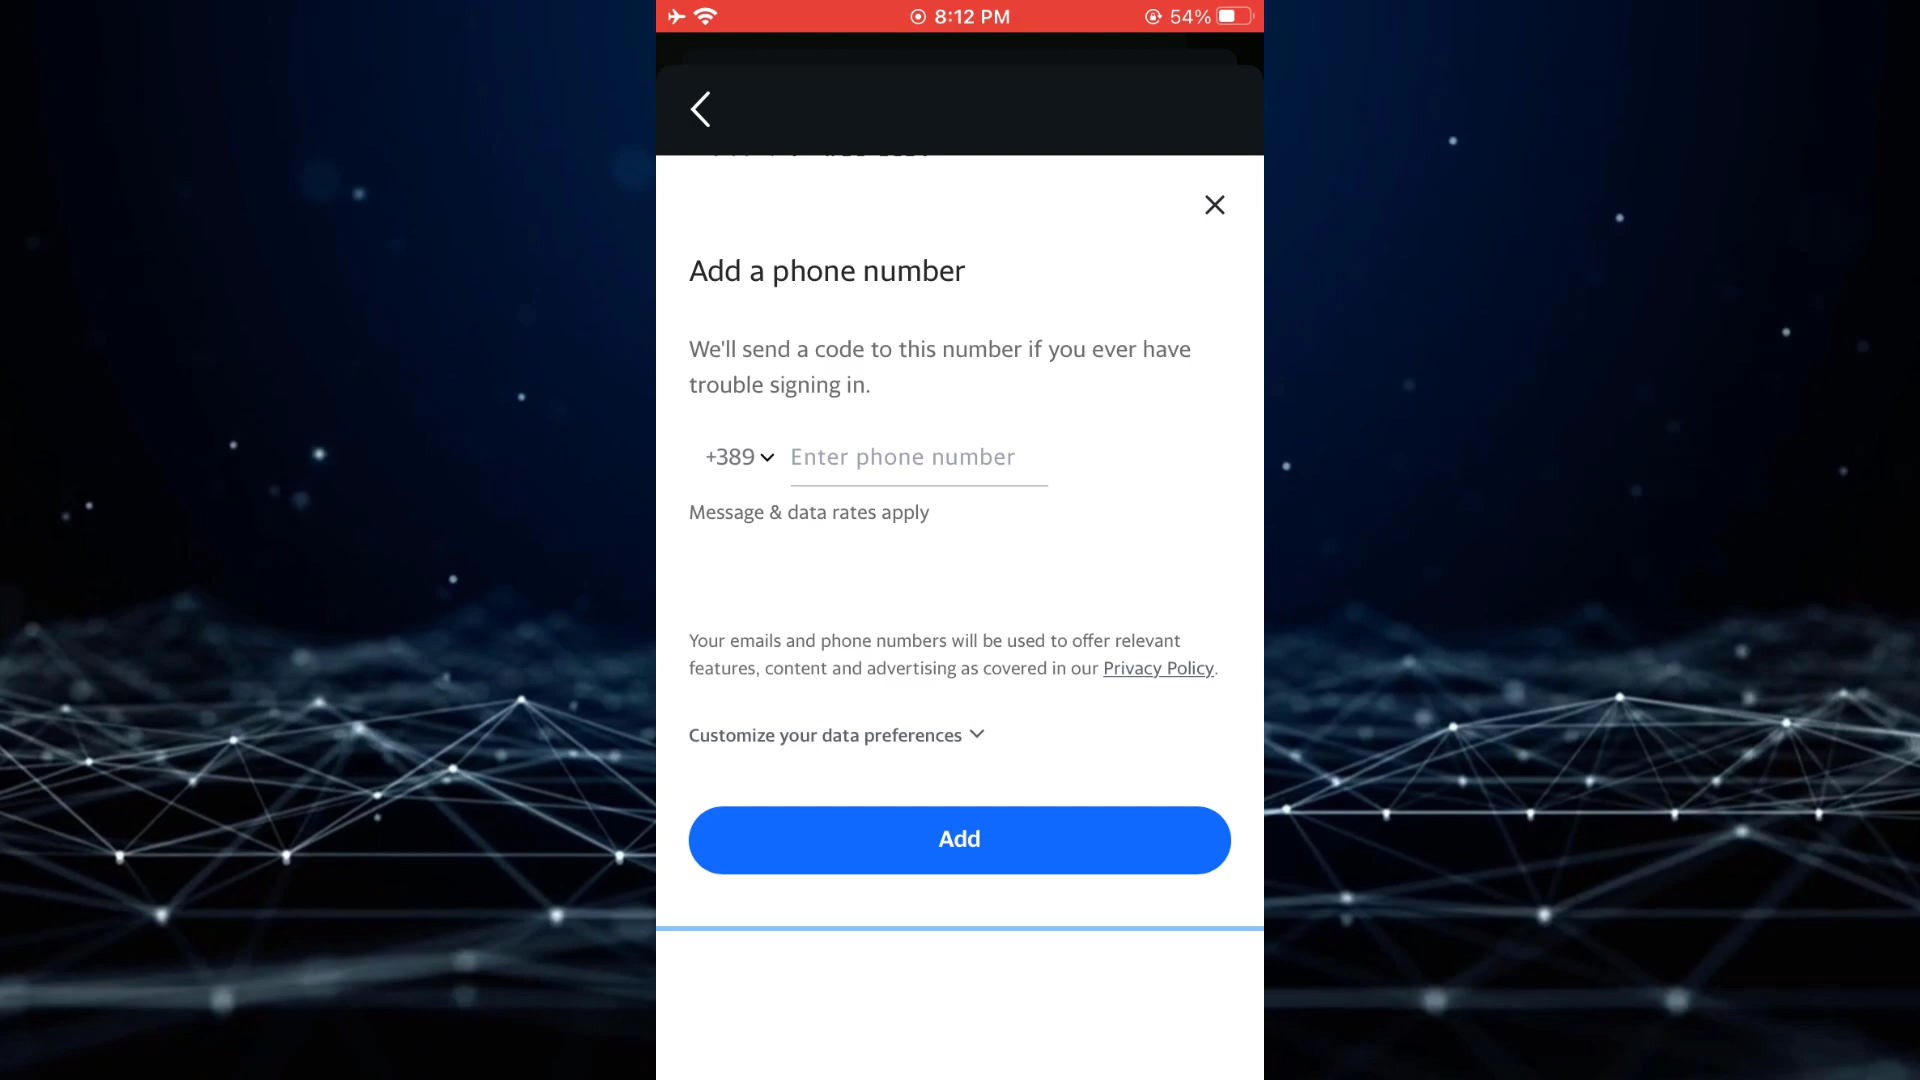 8:12 PM
54%
Add a phone number
We'll send a code to this number if you ever have
trouble signing in.
+389 Enter phone number
Message & data rates apply
Your emails and phone numbers will be used to offer relevant
features, content and advertising as covered in our Privacy Policy.
Customize your data preferences
Add